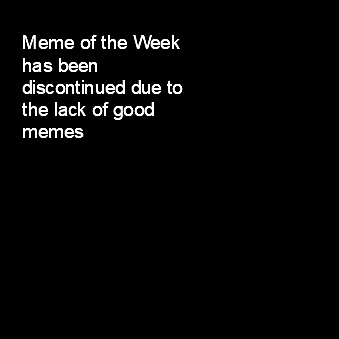 Meme of the Week
has been
discontinued due to
the lack of good
memes